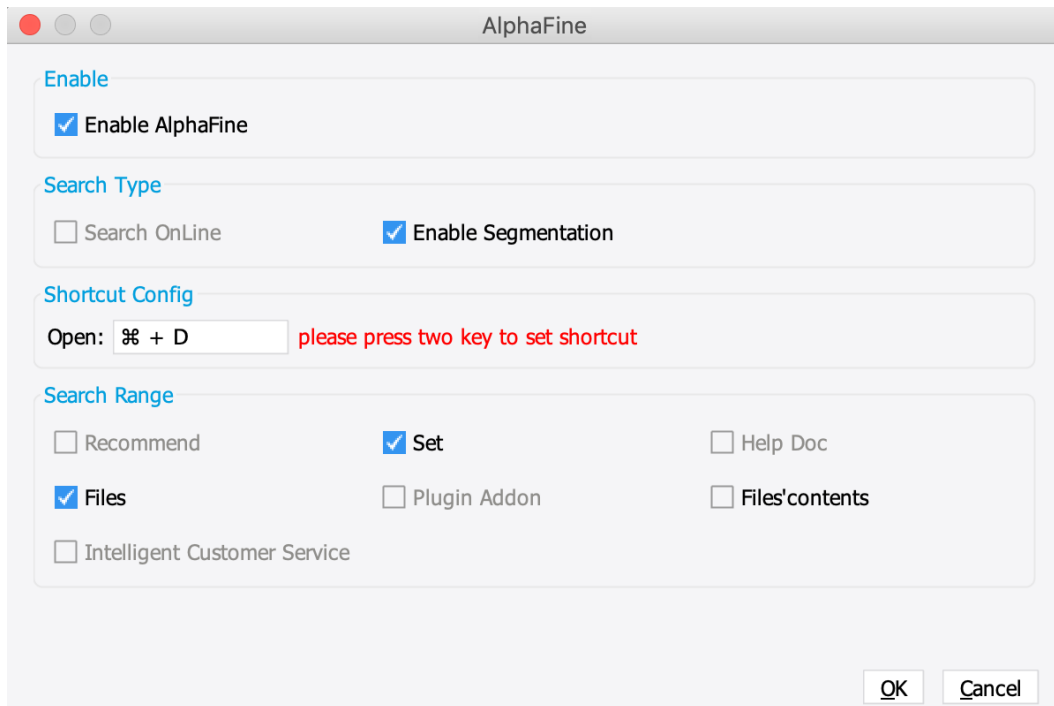 AlphaFine
Enable
Enable AlphaFine
Search Type
Search OnLine Enable Segmentation
Shortcut Config
Open: ⌘ + D please press two key to set shortcut
Search Range
Recommend Set Help Doc
Files Plugin Addon Files'contents
Intelligent Customer Service
OK Cancel